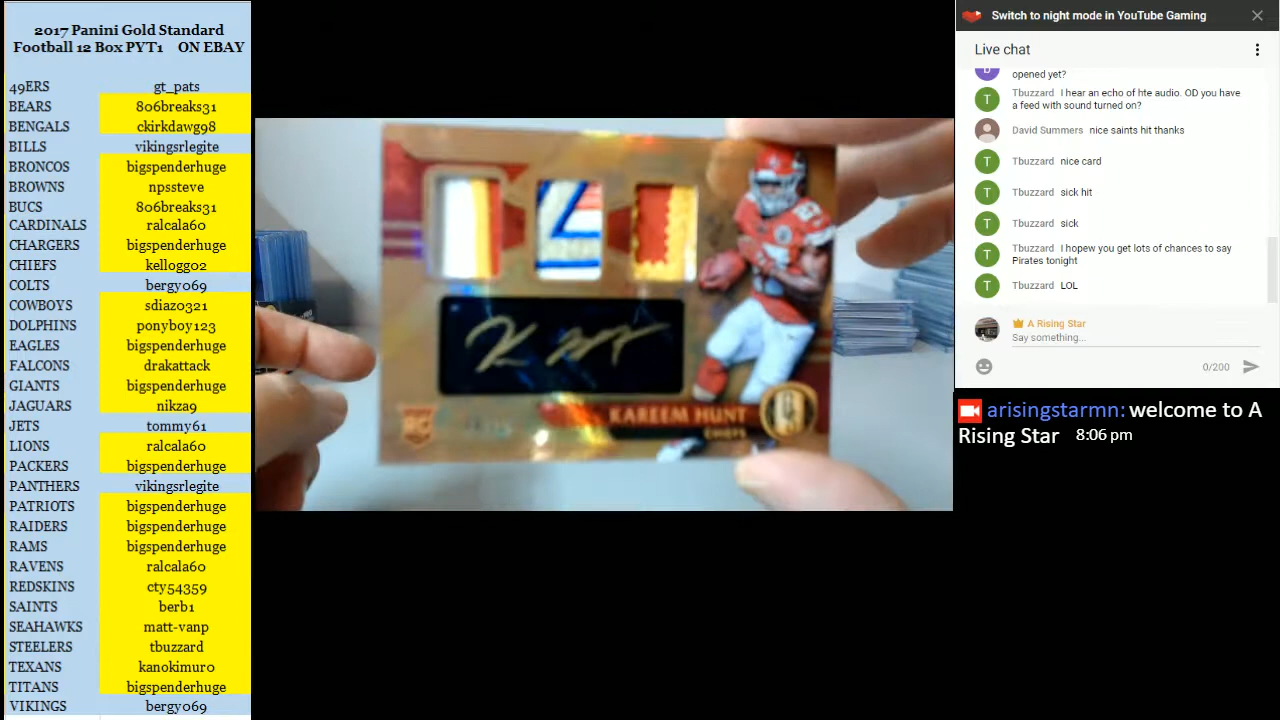 2017 Panini Gold Standard
Football 12 Box PYT1 ON EBAY
49ERS gt_pats
BEARS 806breaks31
BENGALS ckirkdawg98
BILLS vikingsrlegite
BRONCOS bigspenderhuge
BROWNS npssteve
BUCS 806breaks31
CARDINALS ralcala60
CHARGERS bigspenderhuge
CHIEFS kellogg02
COLTS bergy069
COWBOYS sdiazo321
DOLPHINS ponyboy123
EAGLES bigspenderhuge
FALCONS drakattack
GIANTS bigspenderhuge
JAGUARS nikza9
JETS tommy61
LIONS ralcala60
PACKERS bigspenderhuge
PANTHERS vikingsrlegite
PATRIOTS bigspenderhuge
RAIDERS bigspenderhuge
RAMS bigspenderhuge
RAVENS ralcala60
REDSKINS cty54359
SAINTS berb1
SEAHAWKS matt-vanp
STEELERS tbuzzard
TEXANS kanokimuro
TITANS bigspenderhuge
VIKINGS bergy069
RC
KAREEM HUNT
CHIEFS
Switch to night mode in YouTube Gaming
Live chat
opened yet?
Tbuzzard I hear an echo of hte audio. OD you have
a feed with sound turned on?
David Summers nice saints hit thanks
T Tbuzzard nice card
T Tbuzzard sick hit
T Tbuzzard sick
Tbuzzard I hopew you get lots of chances to say
T Pirates tonight
T Tbuzzard LOL
A Rising Star
Say something...
0/200
arisingstarmn: welcome to A
Rising Star 8:06 pm